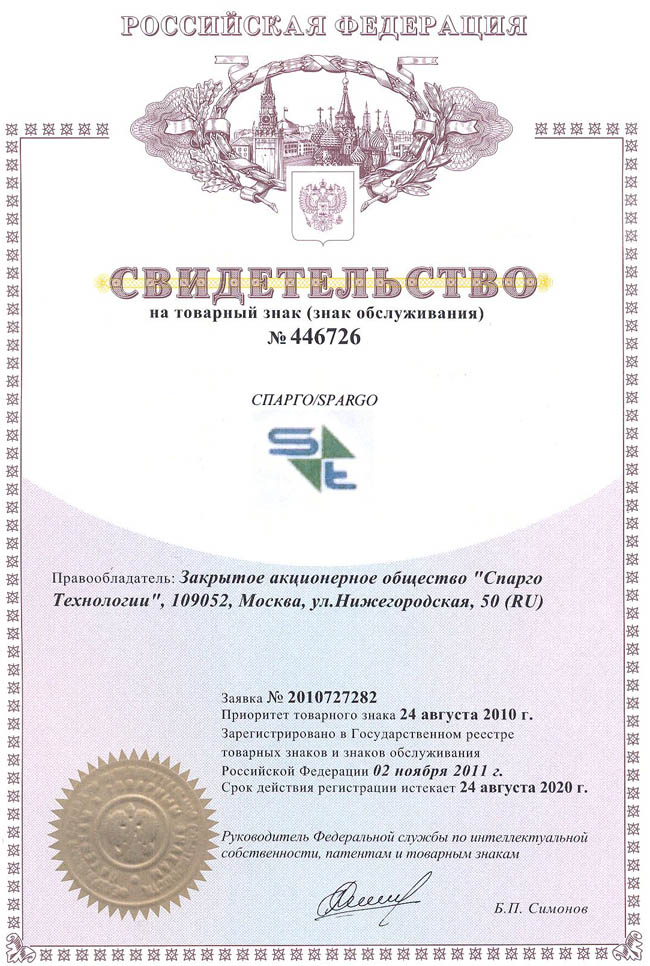 РОССИЙСКАЯ ФЕДЕРАЦИЯ
СВИДЕТЕЛЬСТВО
на товарный знак (знак обслуживания)
№ 446726
СПАРГО/SPARGO
S
t
Правообладатель: Закрытое акционерное общество "Спарго
Технологии", 109052, Москва, ул.Нижегородская, 50 (RU)
Заявка № 2010727282
Приоритет товарного знака 24 августа 2010 г.
Зарегистрировано в Государственном реестре
товарных знаков и знаков обслуживания
Российской Федерации 02 ноября 2011 г.
Срок действия регистрации истекает 24 августа 2020 г.
Руководитель Федеральной службы по интеллектуальной
собственности, патентам и товарным знакам
Б.П. Симонов